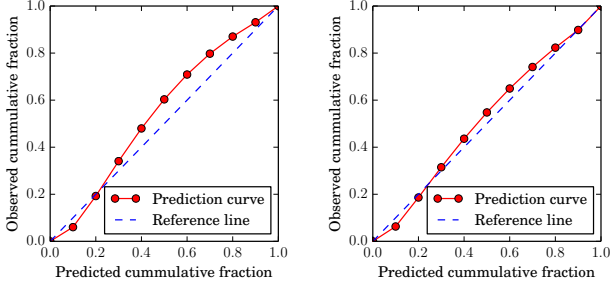 1.0
0.8
0.6
0.4
0.2
0.0
Observed cummulative fraction
Prediction curve
Reference line
0.0 0.2 0.4 0.6 0.8 1.0
Predicted cummulative fraction
1.0
0.8
0.6
0.4
0.2
0.0
Observed cummulative fraction
Prediction curve
Reference line
0.0 0.2 0.4 0.6 0.8 1.0
Predicted cummulative fraction